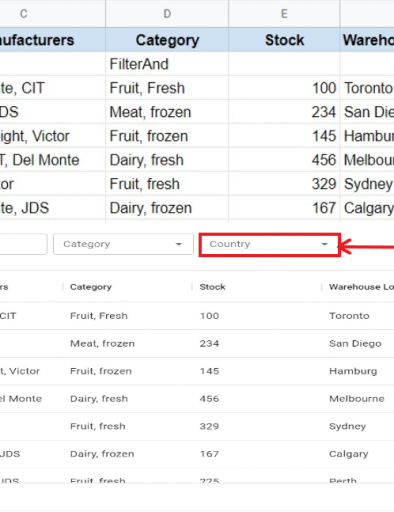 C D E
nufacturers Category Stock Wareho
FilterAnd
te, CIT Fruit, Fresh 100 Toronto
JDS Meat, frozen 234 San Die
ight, Victor Fruit, frozen 145 Hambu
T, Del Monte Dairy, fresh 456 Melbou
tor Fruit, fresh 329 Sydney
te, JDS Dairy, frozen 167 Calgary
Category Country
rs Category Stock Warehouse Lo
CIT Fruit, Fresh 100 Toronto
Meat, frozen 234 San Diego
t, Victor Fruit, frozen 145 Hamburg
el Monte Dairy, fresh 456 Melbourne
Fruit, fresh 329 Sydney
JDS Dairy, frozen 167 Calgary
JDS Fruit, fresh 225 Perth